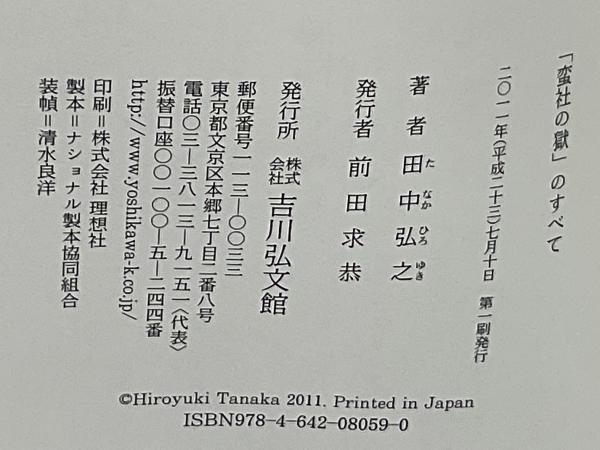 「蛮社の獄」のすべて
二〇一一年(平成二十三)七月十日　第一刷発行
著者　田中弘之
たなかひろゆき
発行者　前田求恭
発行所　株式会社　吉川弘文館
郵便番号一一三―〇〇三三
東京都文京区本郷七丁目二番八号
電話〇三―三八一三―九一五一〈代表〉
振替口座〇〇一〇〇―五―二四四番
http://www.yoshikawa-k.co.jp/
印刷＝株式会社 理想社
製本＝ナショナル製本協同組合
装幀＝清水良洋
©Hiroyuki Tanaka 2011. Printed in Japan
ISBN978-4-642-08059-0